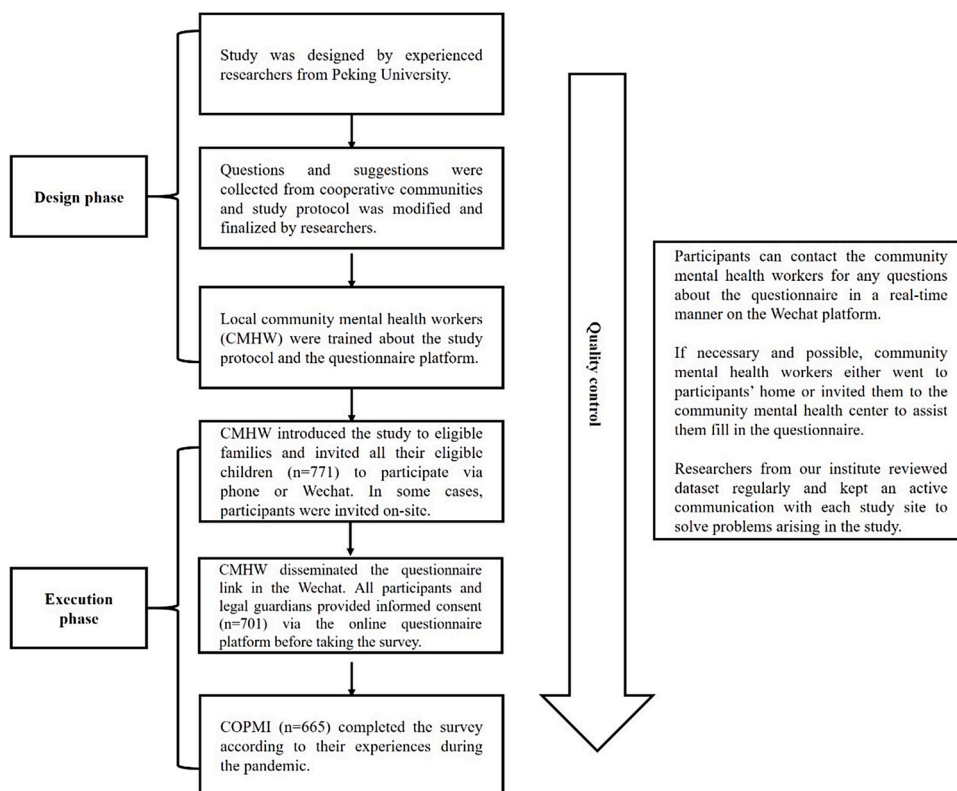 Study was designed by experienced
researchers from Peking University.
Design phase
Questions and suggestions were
collected from cooperative communities
and study protocol was modified and
finalized by researchers.
Local community mental health workers
(CMHW) were trained about the study
protocol and the questionnaire platform.
Execution
phase
CMHW introduced the study to eligible
families and invited all their eligible
children (n=771) to participate via
phone or Wechat. In some cases,
participants were invited on-site.
CMHW disseminated the questionnaire
link in the Wechat. All participants and
legal guardians provided informed consent
(n=701) via the online questionnaire
platform before taking the survey.
COPMI (n=665) completed the survey
according to their experiences during
the pandemic.
Quality control
Participants can contact the community
mental health workers for any questions
about the questionnaire in a real-time
manner on the Wechat platform.
If necessary and possible, community
mental health workers either went to
participants' home or invited them to the
community mental health center to assist
them fill in the questionnaire.
Researchers from our institute reviewed
dataset regularly and kept an active
communication with each study site to
solve problems arising in the study.